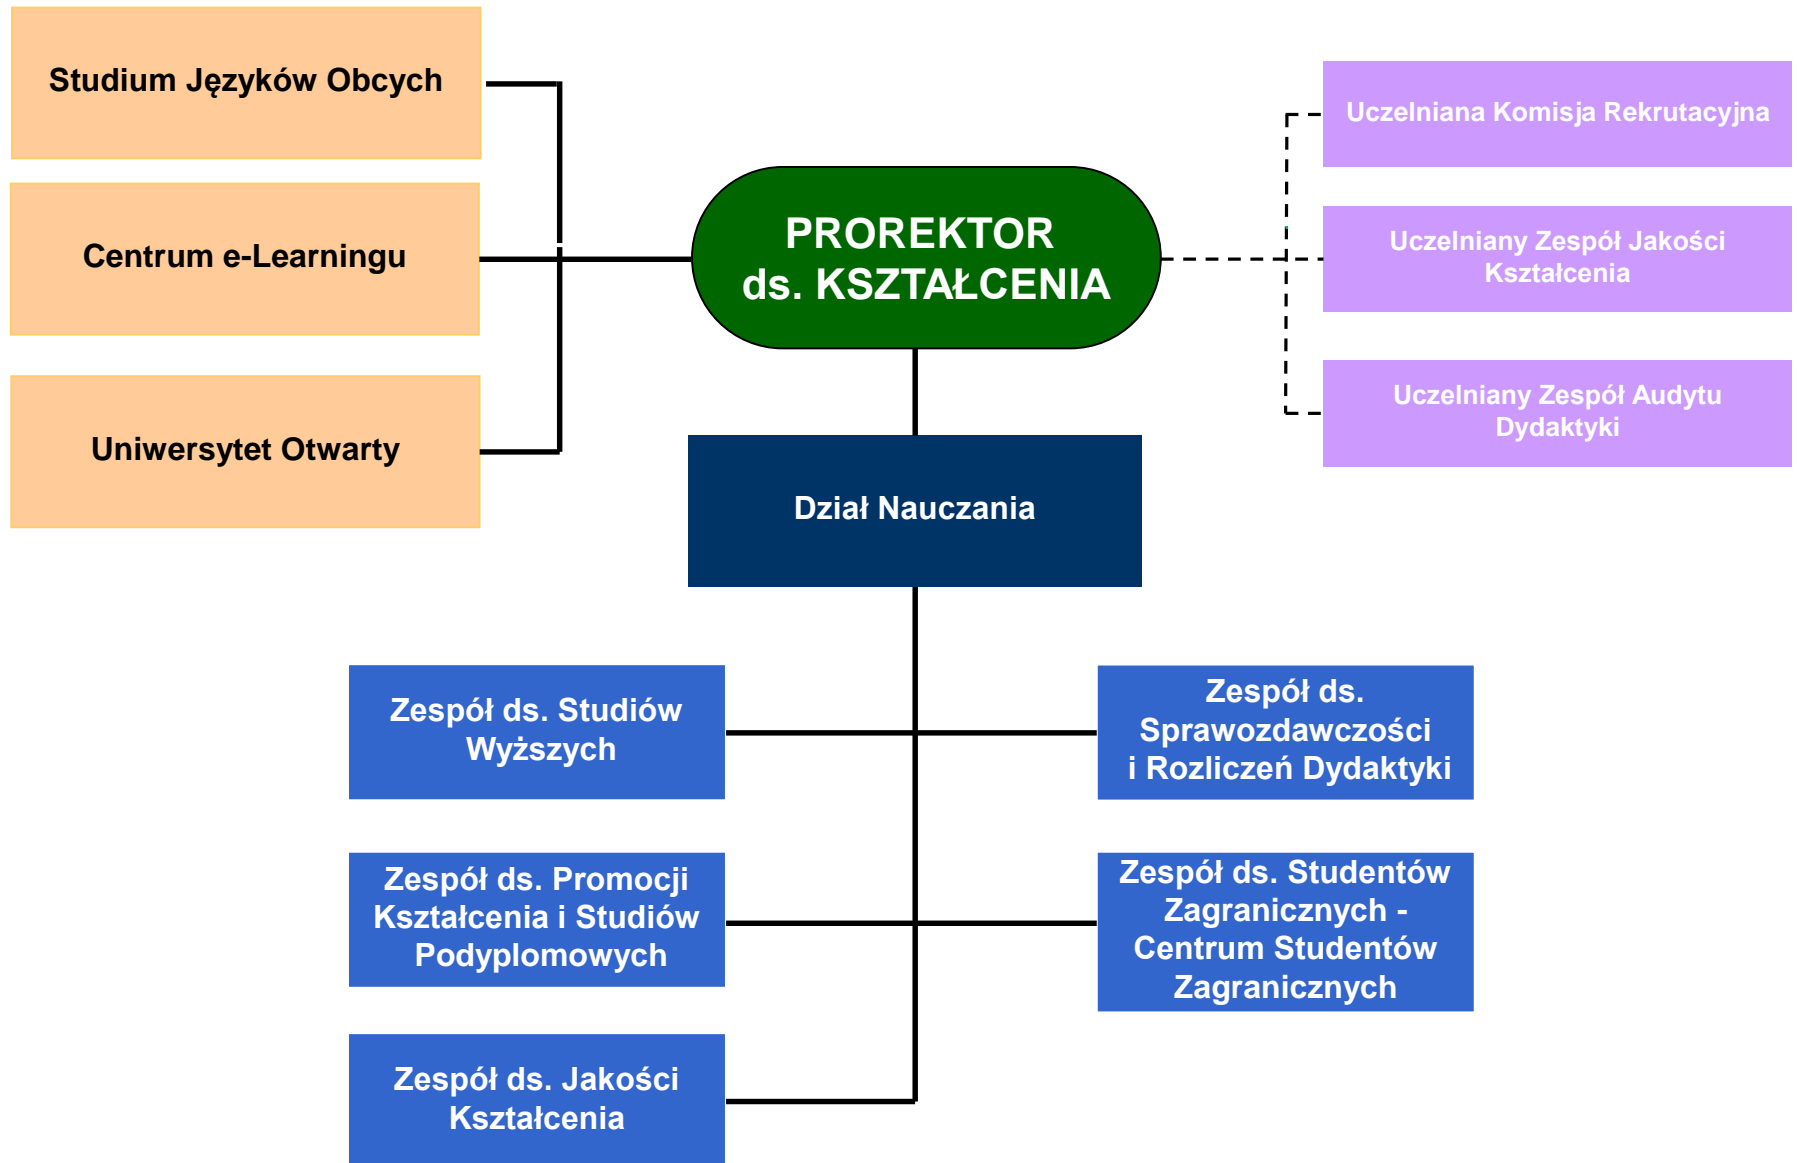 Studium Języków Obcych
Centrum e-Learningu
Uniwersytet Otwarty
PROREKTOR
ds. KSZTAŁCENIA
Uczelniana Komisja Rekrutacyjna
Uczelniany Zespół Jakości
Kształcenia
Uczelniany Zespół Audytu
Dydaktyki
Dział Nauczania
Zespół ds. Studiów
Wyższych
Zespół ds.
Sprawozdawczości
i Rozliczeń Dydaktyki
Zespół ds. Promocji
Kształcenia i Studiów
Podyplomowych
Zespół ds. Studentów
Zagranicznych -
Centrum Studentów
Zagranicznych
Zespół ds. Jakości
Kształcenia